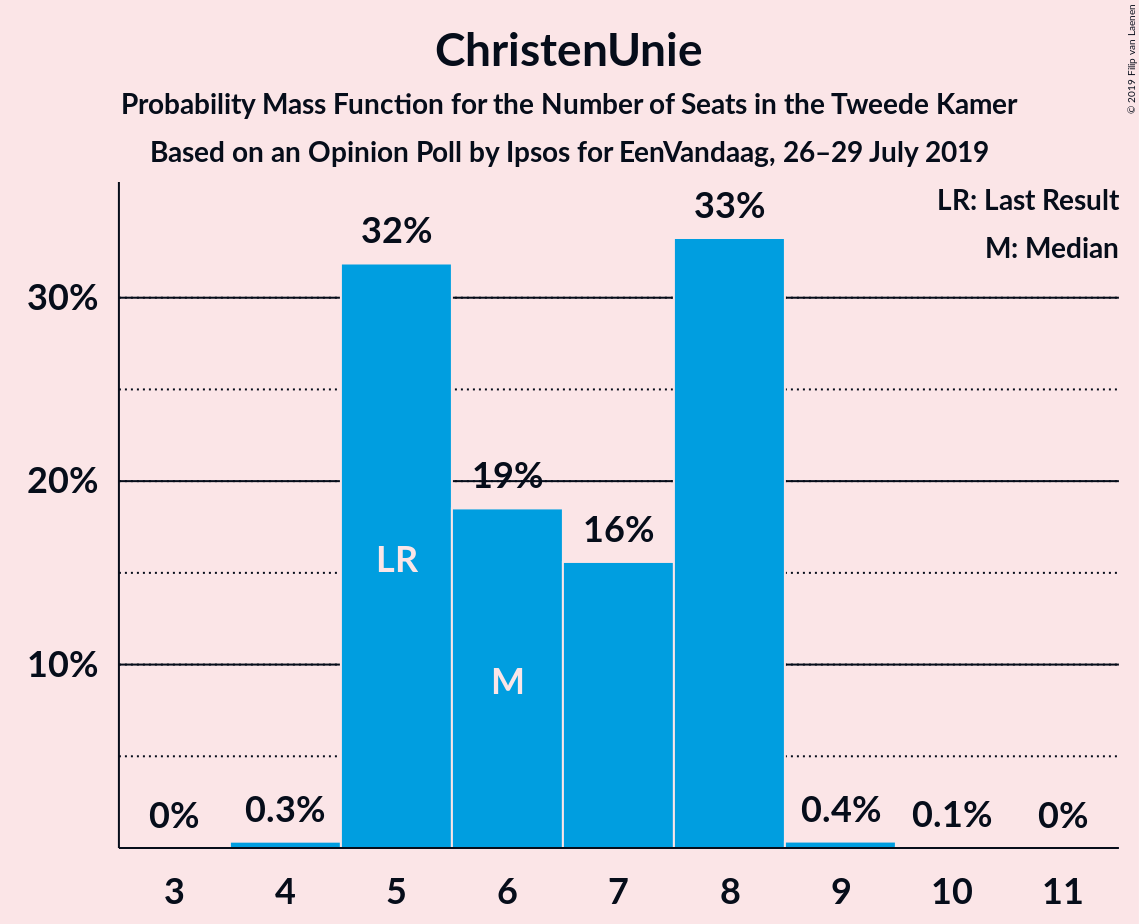 ChristenUnie
Probability Mass Function for the Number of Seats in the Tweede Kamer
Based on an Opinion Poll by Ipsos for EenVandaag, 26–29 July 2019
© 2019 Filip van Laenen
LR: Last Result
M: Median
30%
20%
10%
0%
0.3%
32%
19%
16%
33%
0.4%
0.1%
0%
LR
M
3 4 5 6 7 8 9 10 11